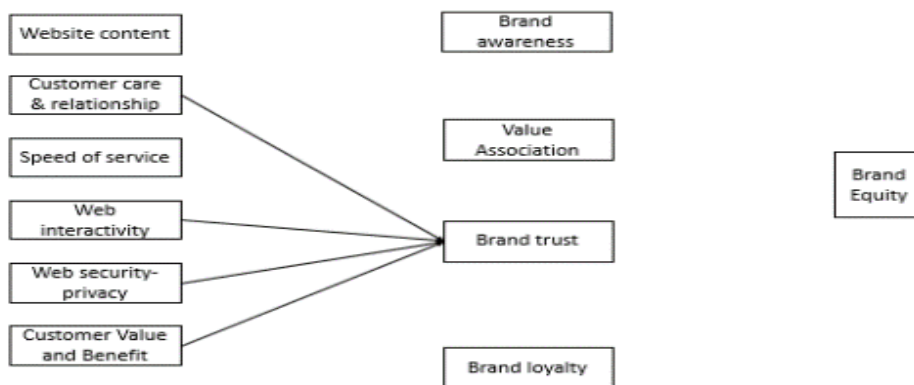 Website content
Customer care
& relationship
Speed of service
Web
interactivity
Web security-
privacy
Customer Value
and Benefit
Brand
awareness
Value
Association
Brand trust
Brand loyalty
Brand
Equity